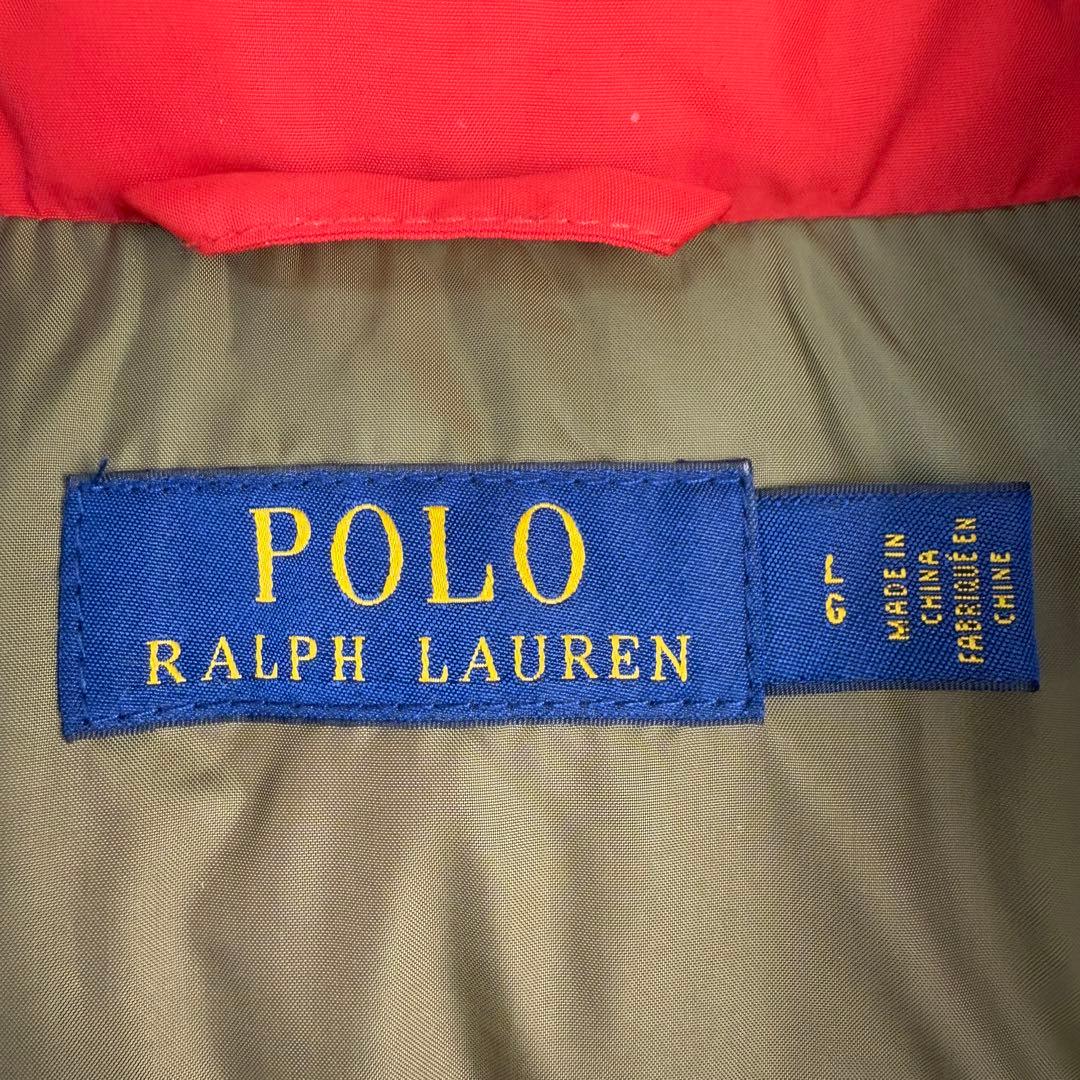 POLO
RALPH LAUREN
L
G
MADE IN
CHINA
FABRIQUÉ EN
CHINE